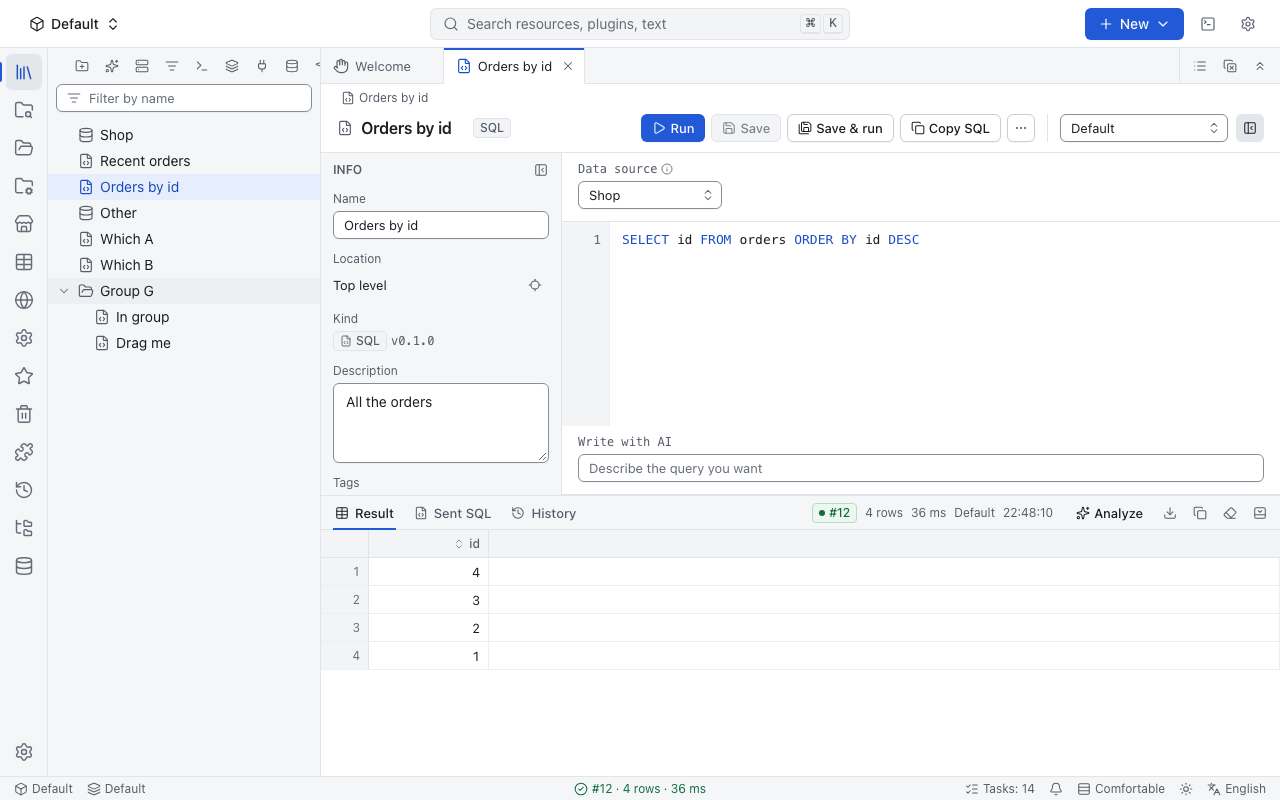 Default
Search resources, plugins, text
⌘ K
New
Filter by name
Shop
Recent orders
Orders by id
Other
Which A
Which B
Group G
In group
Drag me
Welcome
Orders by id
Orders by id
Orders by id
SQL
Run
Save
Save & run
Copy SQL
Default
INFO
Name
Orders by id
Location
Top level
Kind
SQL v0.1.0
Description
All the orders
Tags
Data source
Shop
1 SELECT id FROM orders ORDER BY id DESC
Write with AI
Describe the query you want
Result
Sent SQL
History
#12 4 rows 36 ms Default 22:48:10
Analyze
id
1 4
2 3
3 2
4 1
Default
Default
#12 · 4 rows · 36 ms
Tasks: 14
Comfortable
English